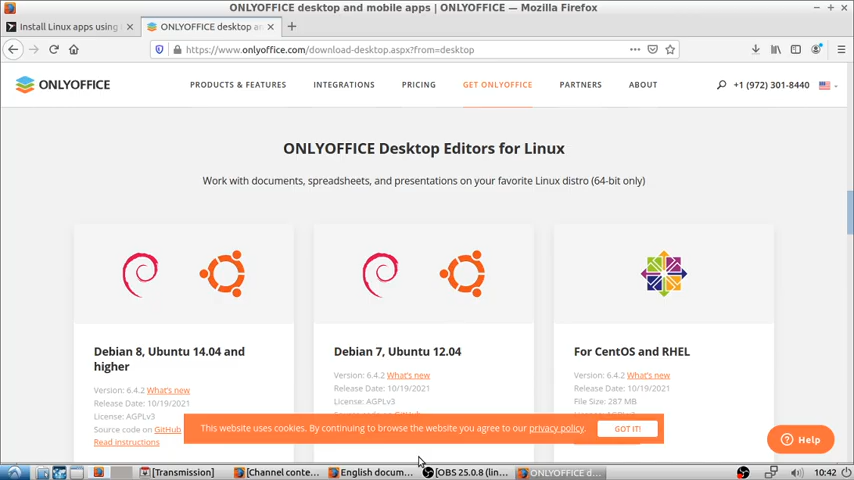 ONLYOFFICE desktop and mobile apps | ONLYOFFICE — Mozilla Firefox
Install Linux apps using
ONLYOFFICE desktop an
https://www.onlyoffice.com/download-desktop.aspx?from=desktop
ONLYOFFICE
PRODUCTS & FEATURES
INTEGRATIONS
PRICING
GET ONLYOFFICE
PARTNERS
ABOUT
+1 (972) 301-8440
ONLYOFFICE Desktop Editors for Linux
Work with documents, spreadsheets, and presentations on your favorite Linux distro (64-bit only)
Debian 8, Ubuntu 14.04 and
higher
Version: 6.4.2 What's new
Release Date: 10/19/2021
License: AGPLv3
Source code on GitHub
Read instructions
Debian 7, Ubuntu 12.04
Version: 6.4.2 What's new
Release Date: 10/19/2021
License: AGPLv3
For CentOS and RHEL
Version: 6.4.2 What's new
Release Date: 10/19/2021
File Size: 287 MB
This website uses cookies. By continuing to browse the website you agree to our privacy policy.
GOT IT!
Help
[Transmission]
[Channel conte...
English docum...
[OBS 25.0.8 (lin...
ONLYOFFICE d...
10:42